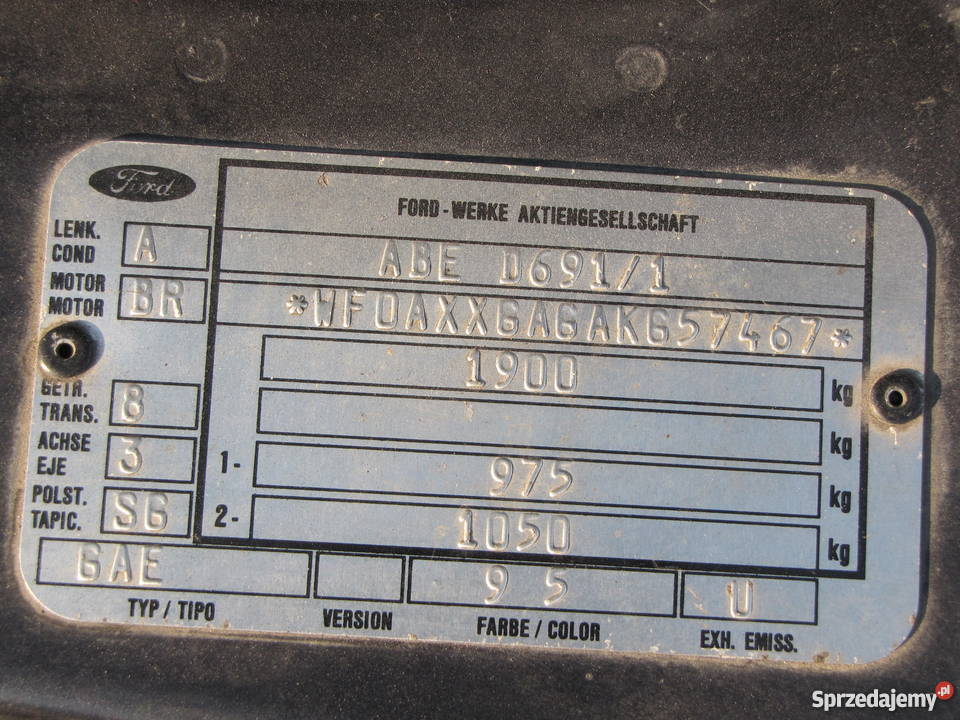 Ford
FORD-WERKE AKTIENGESELLSCHAFT
LENK.
COND A
ABE D691/1
MOTOR
MOTOR BR
*WF0AXXGAGAKG57467*
1900 kg
GETR.
TRANS. B
kg
ACHSE
EJE 3
1- 975 kg
POLST.
TAPIC. SG
2- 1050 kg
GAE 9 5 U
TYP / TIPO VERSION FARBE / COLOR EXH. EMISS.
Sprzedajemy.pl